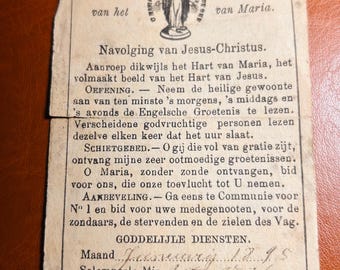 van het van Maria.
Navolging van Jesus-Christus.
Aanroep dikwijls het Hart van Maria, het
volmaakt beeld van het Hart van Jesus.
OEFENING. — Neem de heilige gewoonte
aan van ten minste 's morgens, 's middags en
's avonds de Engelsche Groetenis te lezen.
Verscheidene godvruchtige personen lezen
dezelve elken keer dat het uur slaat.
SCHIETGEBED. — O gij die vol van gratie zijt,
ontvang mijne zeer ootmoedige groetenissen.
O Maria, zonder zonde ontvangen, bid
voor ons, die onze toevlucht tot U nemen.
AANBEVELING. — Ga eens te Communie voor
No 1 en bid voor uwe medegenooten, voor de
zondaars, de stervenden en de zielen des Vag.
GODDELIJKE DIENSTEN.
Maand 1895